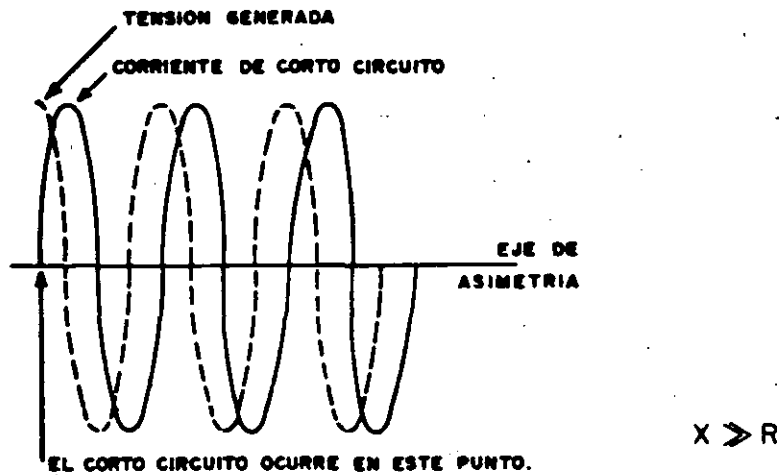 TENSION GENERADA
CORRIENTE DE CORTO CIRCUITO
EJE DE
ASIMETRIA
EL CORTO CIRCUITO OCURRE EN ESTE PUNTO.
X ≫ R